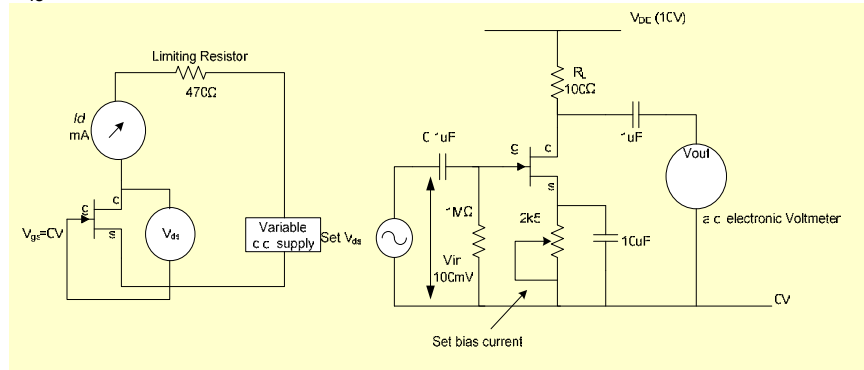 Limiting Resistor
470Ω
Id
mA
g
d
s
Vgs=0V
Vds
Variable
d c supply
Set Vds
VDD (10V)
RL
100Ω
0.1uF
1uF
g
d
s
Vout
a c electronic Voltmeter
1MΩ
2k5
10uF
Vin
100mV
0V
Set bias current